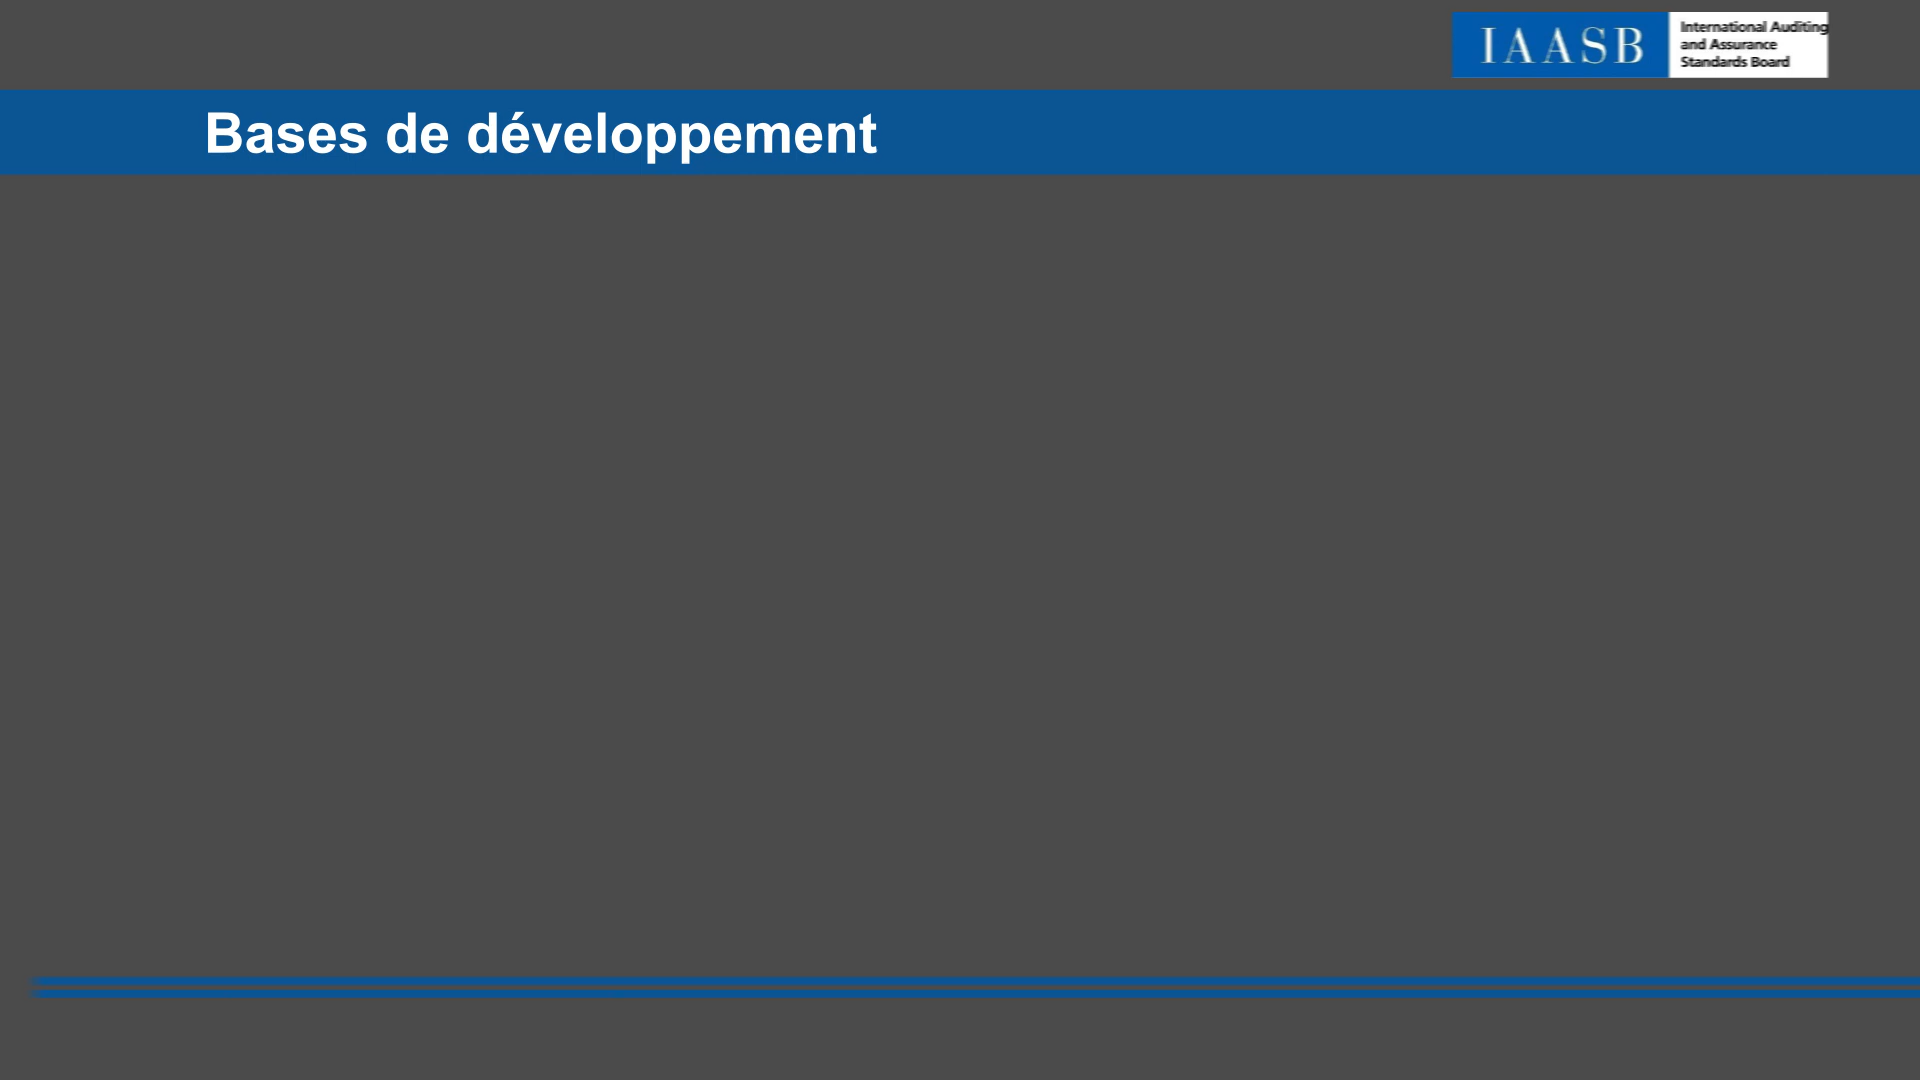 IAASB
International Auditing
and Assurance
Standards Board
Bases de développement